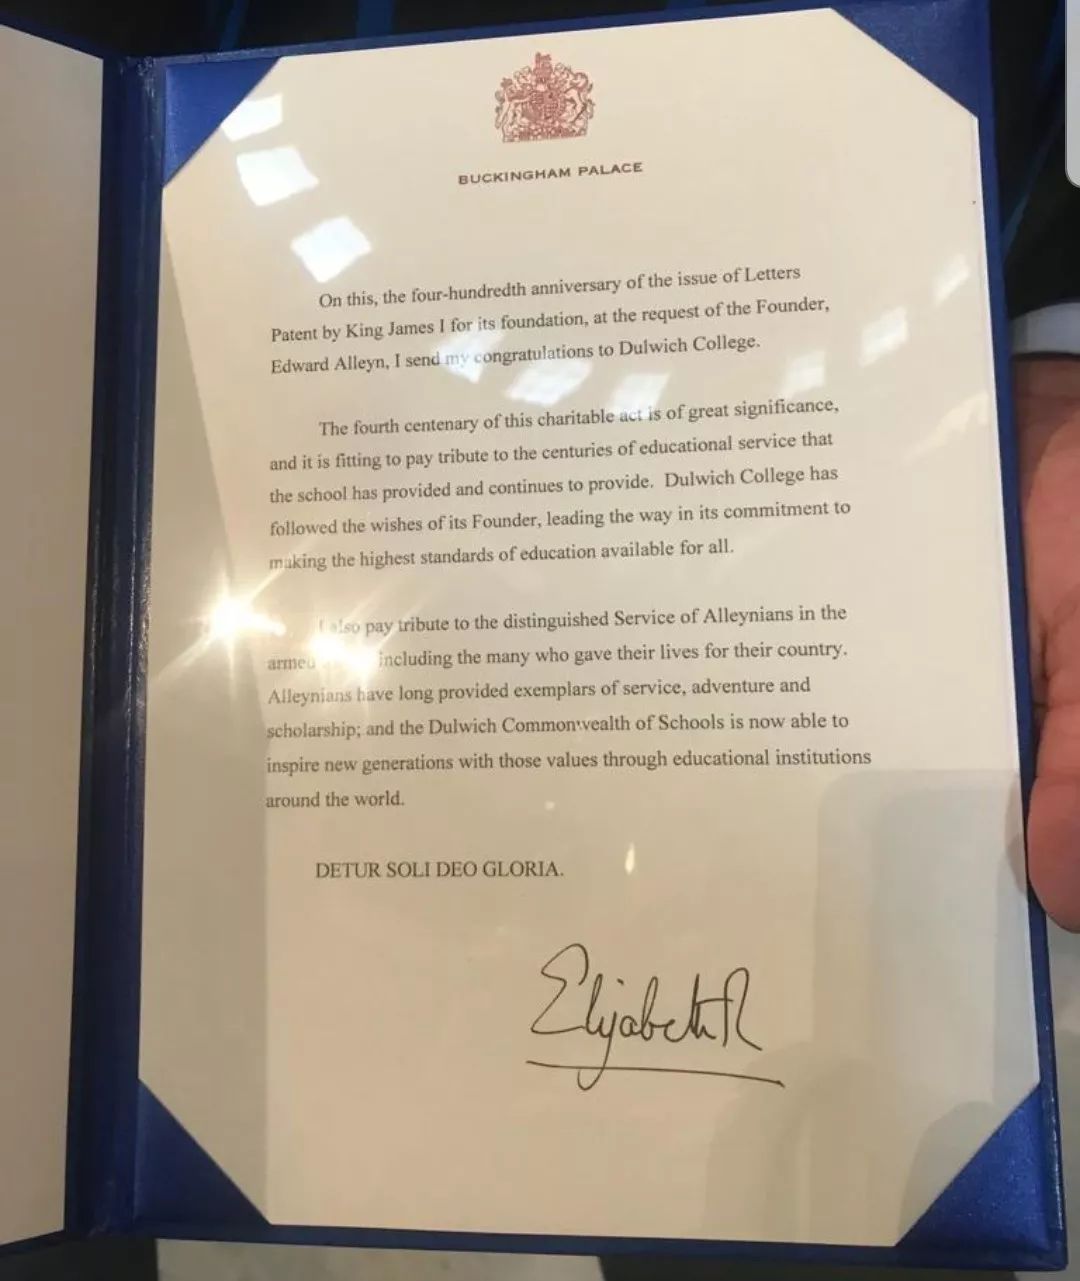 BUCKINGHAM PALACE
On this, the four-hundredth anniversary of the issue of Letters
Patent by King James I for its foundation, at the request of the Founder,
Edward Alleyn, I send my congratulations to Dulwich College.
The fourth centenary of this charitable act is of great significance,
and it is fitting to pay tribute to the centuries of educational service that
the school has provided and continues to provide. Dulwich College has
followed the wishes of its Founder, leading the way in its commitment to
making the highest standards of education available for all.
I also pay tribute to the distinguished Service of Alleynians in the
armed including the many who gave their lives for their country.
Alleynians have long provided exemplars of service, adventure and
scholarship; and the Dulwich Commonwealth of Schools is now able to
inspire new generations with those values through educational institutions
around the world.
DETUR SOLI DEO GLORIA.
Elizabeth R